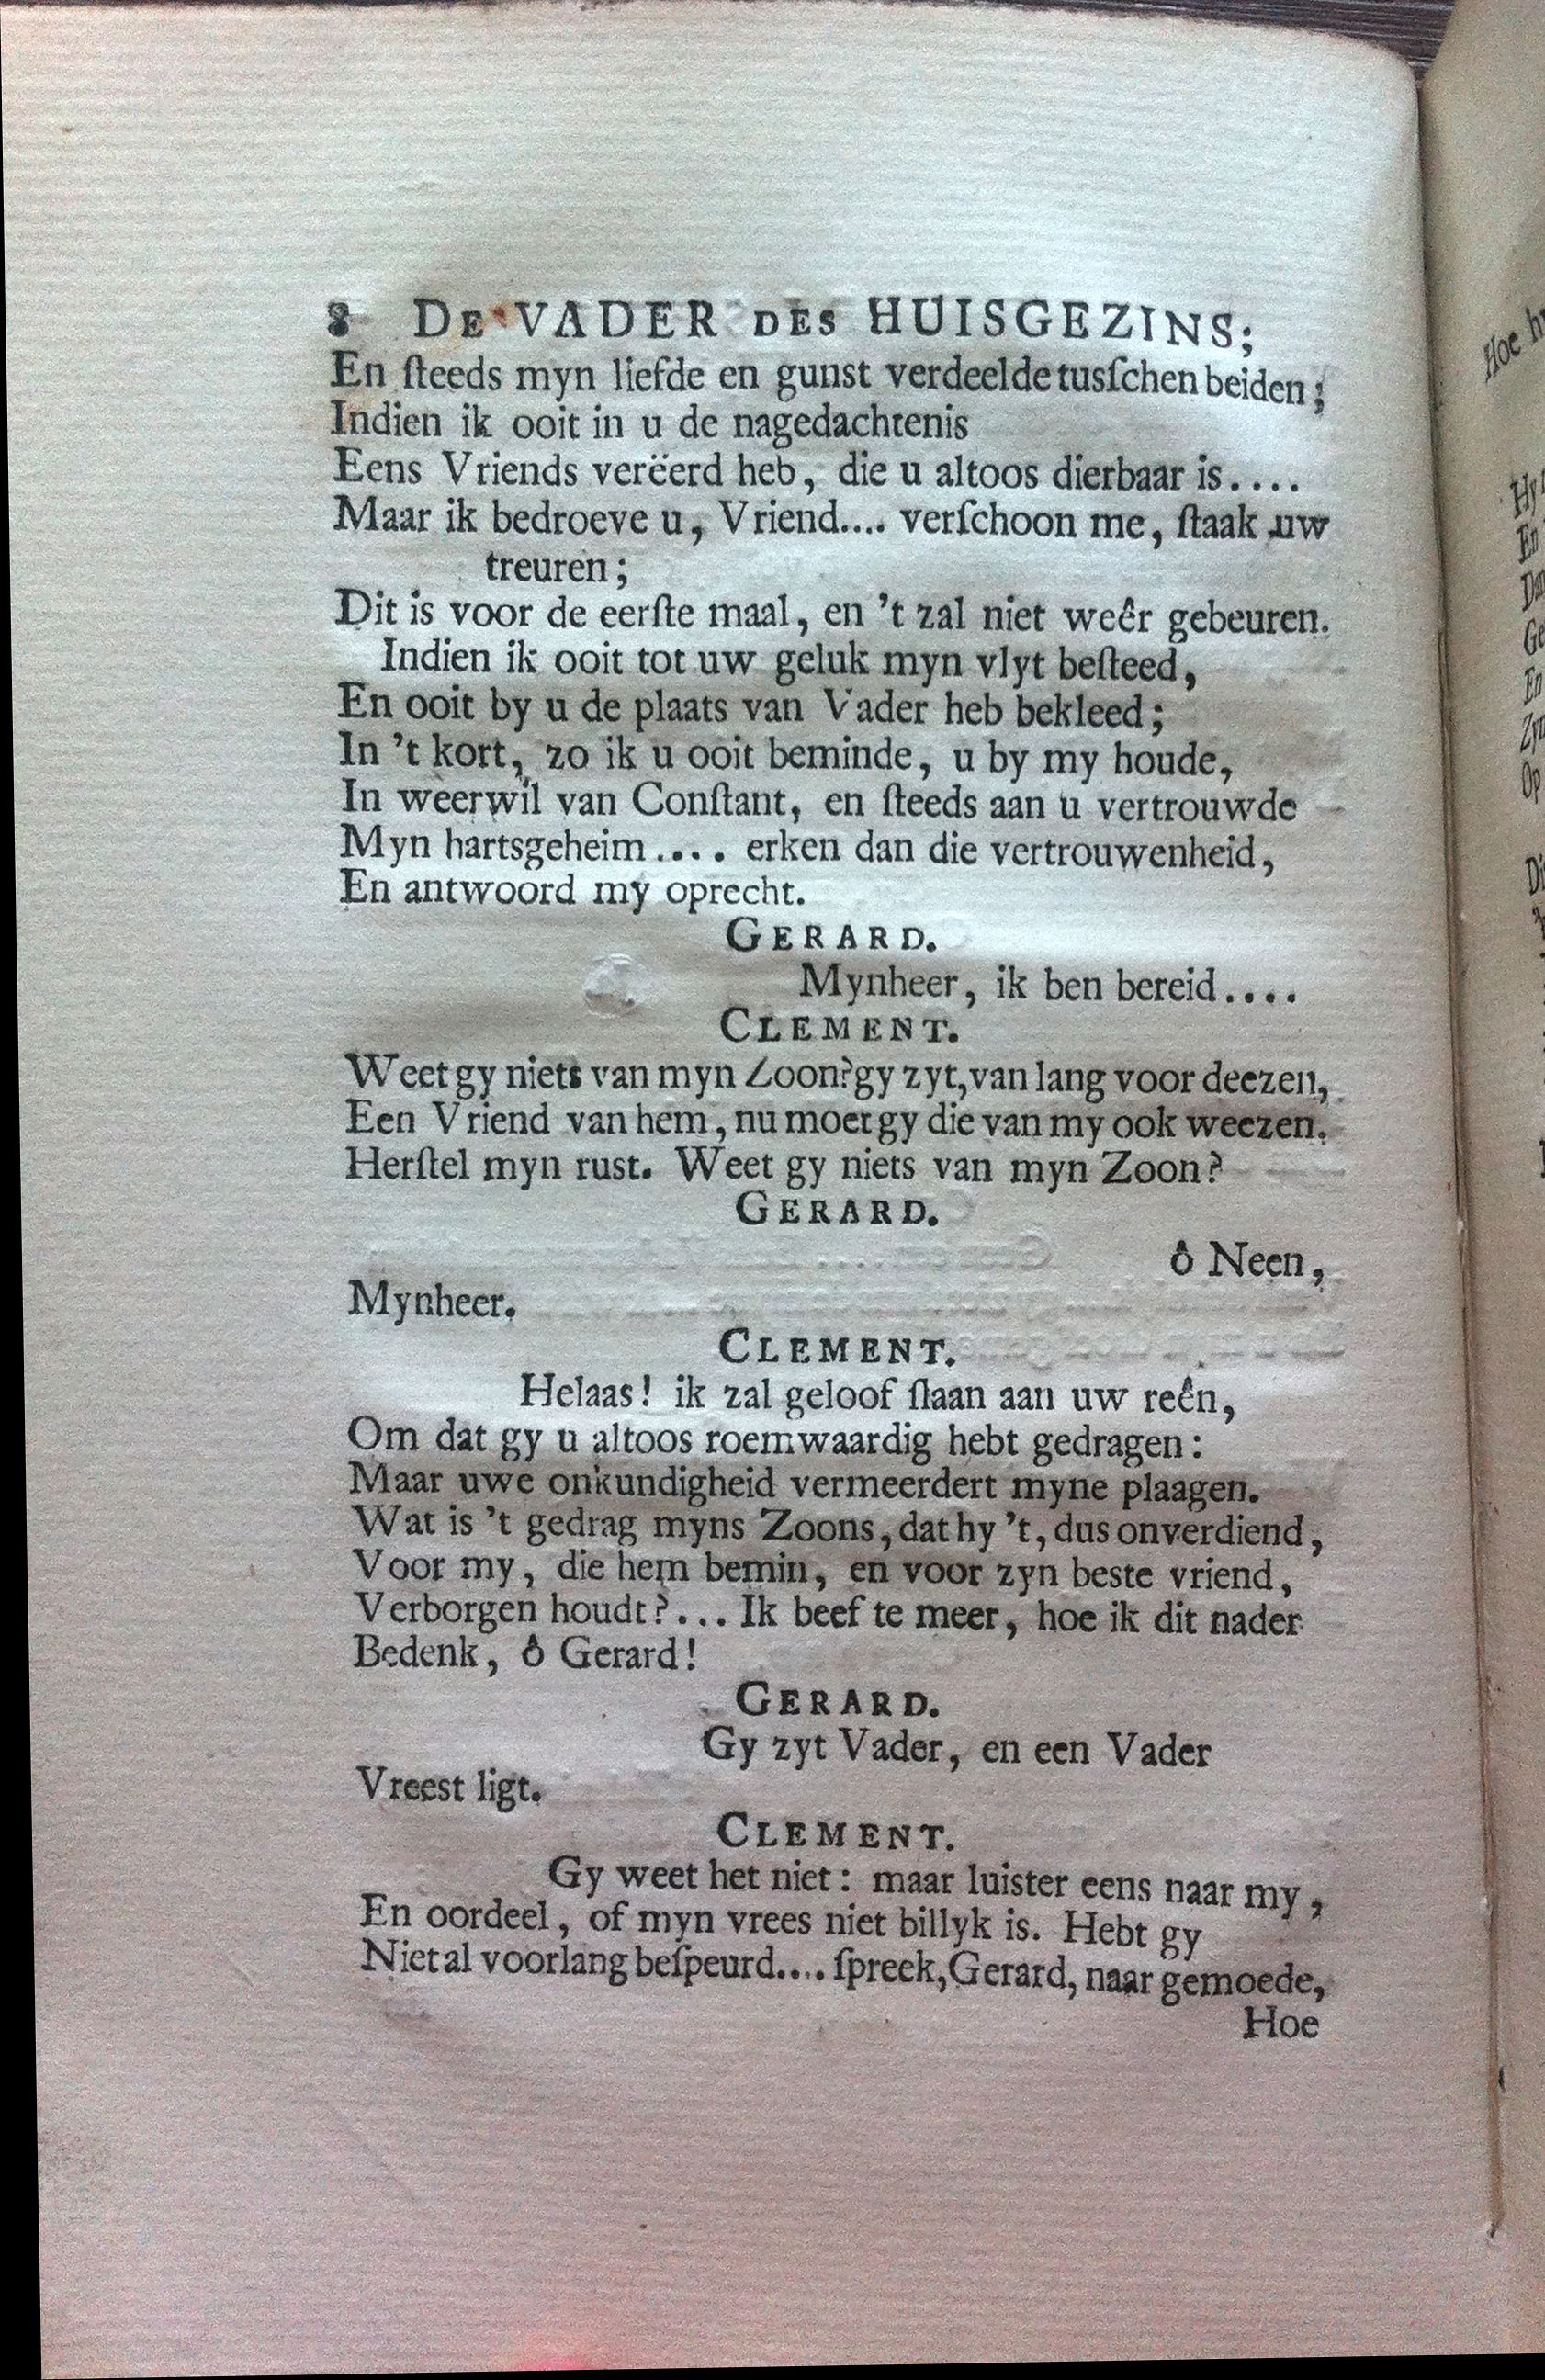 8 DE VADER DES HUISGEZINS;
En ſteeds myn liefde en gunst verdeelde tusſchen beiden;
Indien ik ooit in u de nagedachtenis
Eens Vriends verëerd heb, die u altoos dierbaar is....
Maar ik bedroeve u, Vriend.... verſchoon me, ſtaak uw
treuren;
Dit is voor de eerſte maal, en 't zal niet weêr gebeuren.
Indien ik ooit tot uw geluk myn vlyt beſteed,
En ooit by u de plaats van Vader heb bekleed;
In 't kort, zo ik u ooit beminde, u by my houde,
In weerwil van Conſtant, en ſteeds aan u vertrouwde
Myn hartsgeheim.... erken dan die vertrouwenheid,
En antwoord my oprecht.
GERARD.
Mynheer, ik ben bereid....
CLEMENT.
Weet gy niets van myn Zoon? gy zyt, van lang voor deezen,
Een Vriend van hem, nu moet gy die van my ook weezen.
Herſtel myn rust. Weet gy niets van myn Zoon?
GERARD.
ô Neen,
Mynheer.
CLEMENT.
Helaas! ik zal geloof ſlaan aan uw reên,
Om dat gy u altoos roemwaardig hebt gedragen:
Maar uwe onkundigheid vermeerdert myne plaagen.
Wat is 't gedrag myns Zoons, dat hy 't, dus onverdiend,
Voor my, die hem bemin, en voor zyn beste vriend,
Verborgen houdt?... Ik beef te meer, hoe ik dit nader
Bedenk, ô Gerard!
GERARD.
Gy zyt Vader, en een Vader
Vreest ligt.
CLEMENT.
Gy weet het niet: maar luister eens naar my,
En oordeel, of myn vrees niet billyk is. Hebt gy
Niet al voorlang beſpeurd.... ſpreek, Gerard, naar gemoede,
Hoe